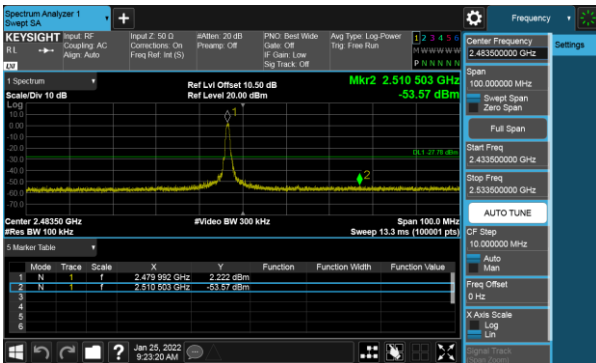 Spectrum Analyzer 1
Swept SA
+
Frequency
KEYSIGHT
RL
Input: RF
Coupling: AC
Align: Auto
Input Z: 50 Ω
Corrections: On
Freq Ref: Int (S)
#Atten: 20 dB
Preamp: Off
PNO: Best Wide
Gate: Off
IF Gain: Low
Sig Track: Off
Avg Type: Log-Power
Trig: Free Run
1 2 3 4 5 6
M W W W W W
P N N N N N
1 Spectrum
Scale/Div 10 dB
Ref Lvl Offset 10.50 dB
Ref Level 20.00 dBm
Mkr2 2.510 503 GHz
-53.57 dBm
Log
10.0
0.00
-10.0
-20.0
-30.0
-40.0
-50.0
-60.0
-70.0
1
2
DL1 -27.78 dBm
Center 2.48350 GHz
#Res BW 100 kHz
#Video BW 300 kHz
Span 100.0 MHz
Sweep 13.3 ms (100001 pts)
5 Marker Table
Mode Trace Scale X Y Function Function Width Function Value
1 N 1 f 2.479 992 GHz 2.222 dBm
2 N 1 f 2.510 503 GHz -53.57 dBm
3
4
5
6
Jan 25, 2022
9:23:20 AM
Center Frequency
2.483500000 GHz
Settings
Span
100.000000 MHz
Swept Span
Zero Span
Full Span
Start Freq
2.433500000 GHz
Stop Freq
2.533500000 GHz
AUTO TUNE
CF Step
10.000000 MHz
Auto
Man
Freq Offset
0 Hz
X Axis Scale
Log
Lin
Signal Track
(Span Zoom)